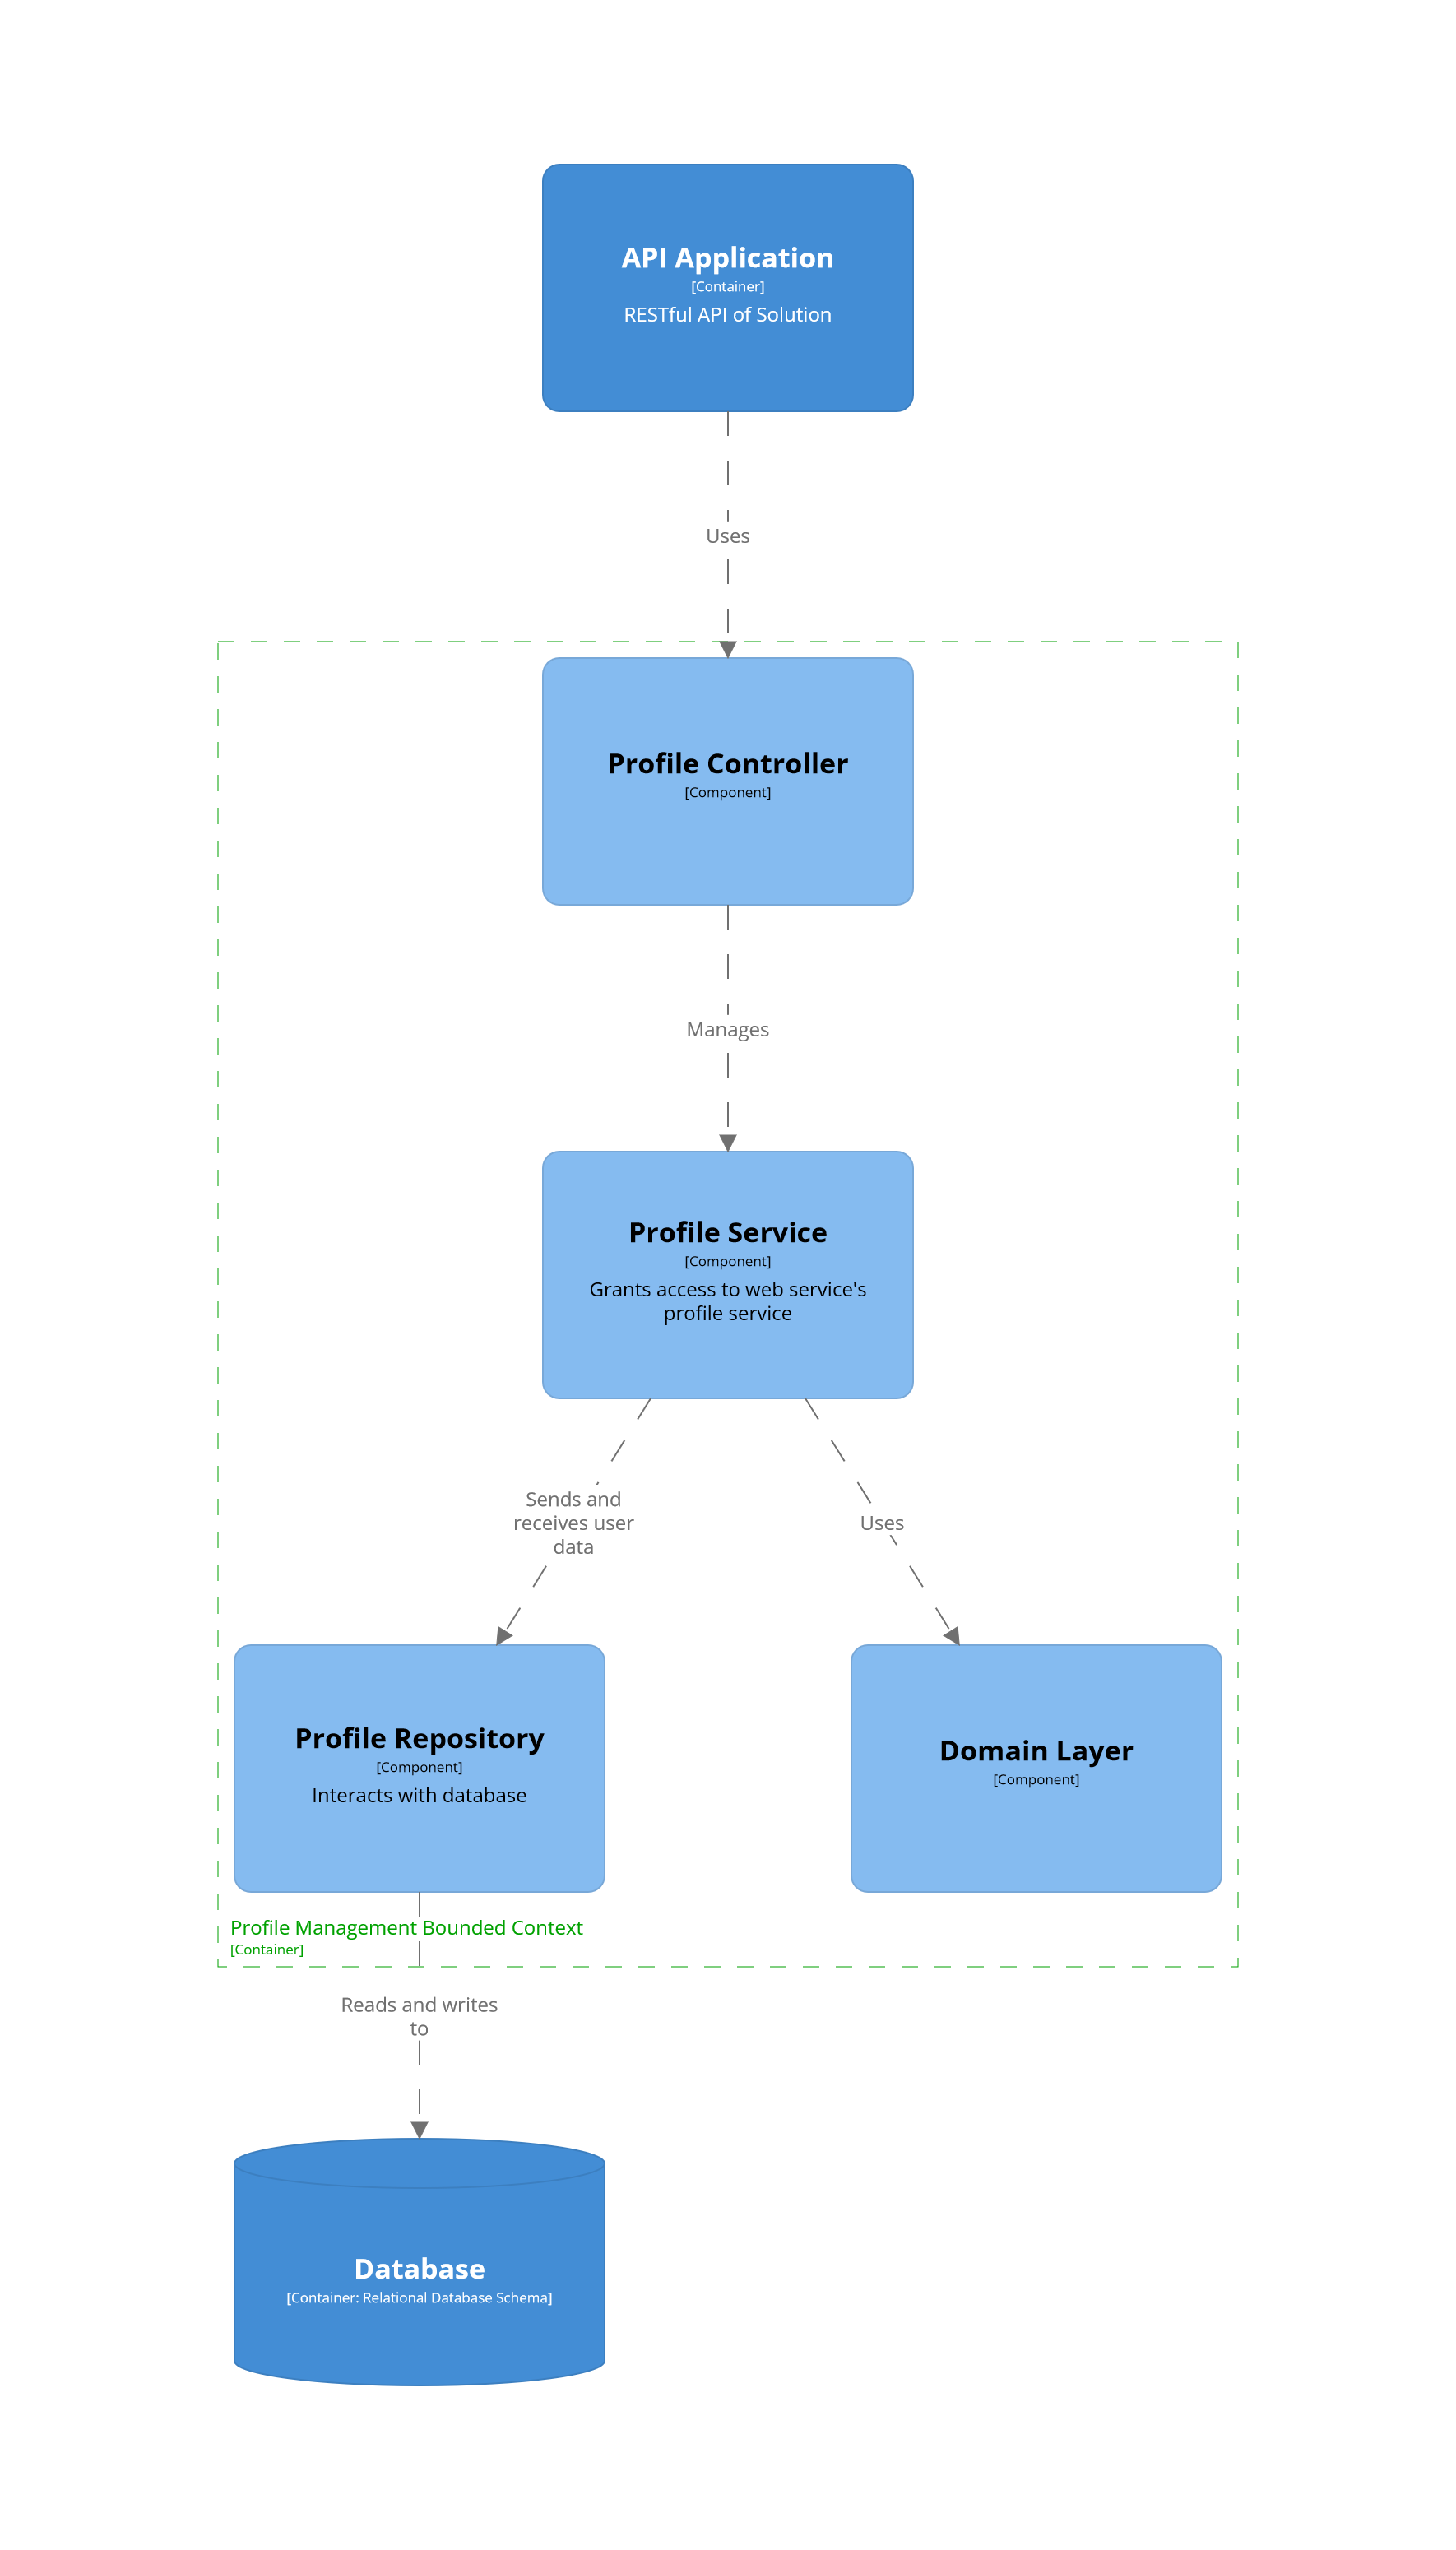 API Application
[Container]
RESTful API of Solution
Uses
Profile Controller
[Component]
Manages
Profile Service
[Component]
Grants access to web service's
profile service
Sends and
receives user
data
Uses
Profile Repository
[Component]
Interacts with database
Domain Layer
[Component]
Profile Management Bounded Context
[Container]
Reads and writes
to
Database
[Container: Relational Database Schema]